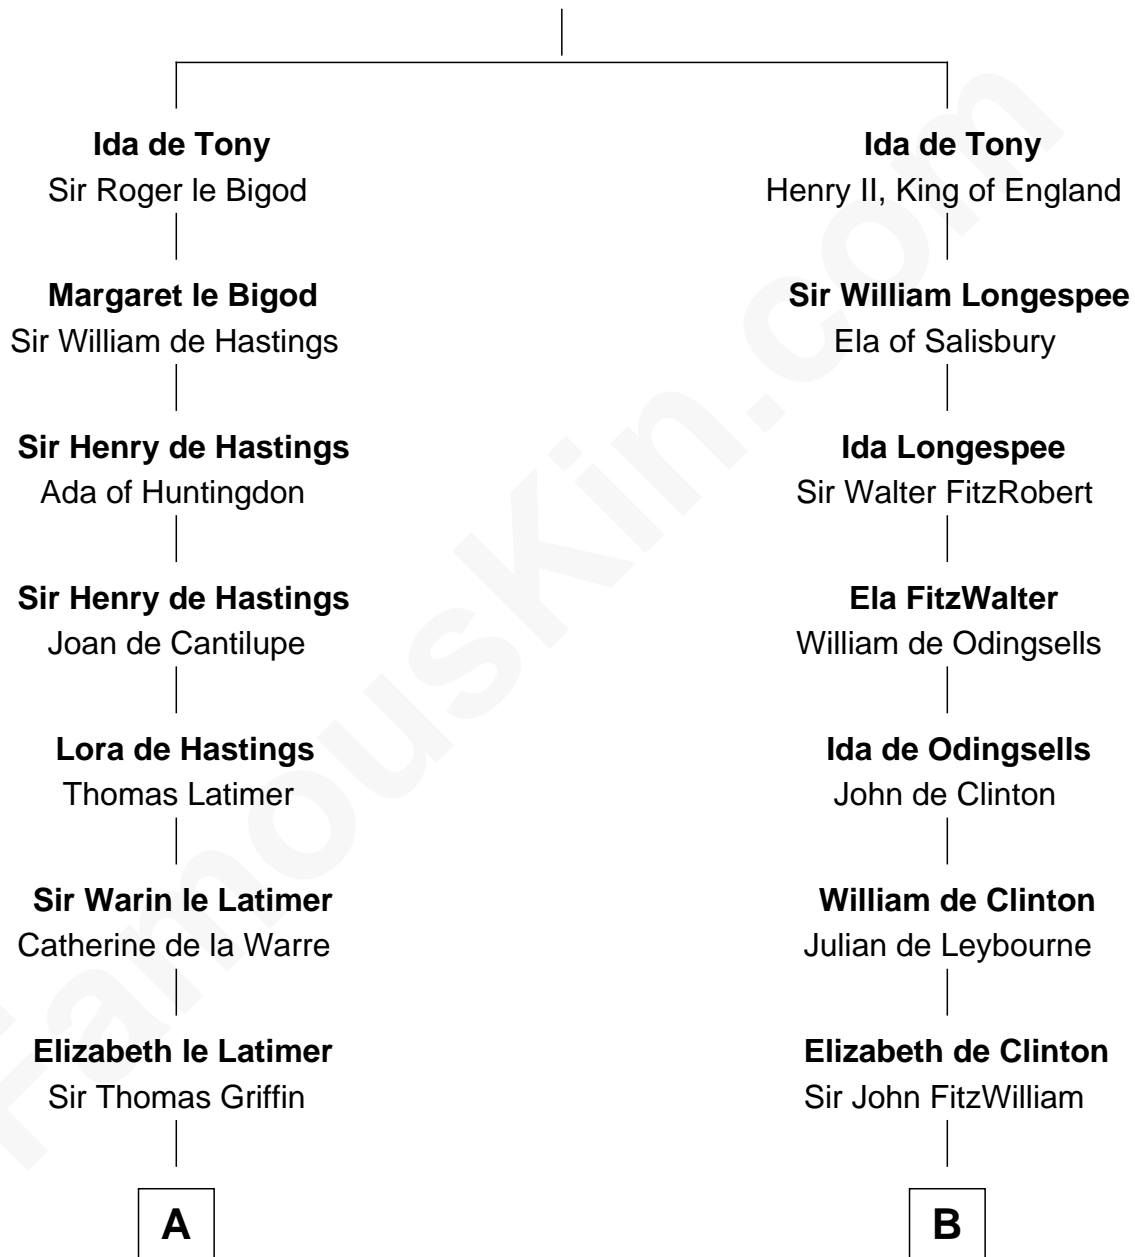 Ida de Tony
Sir Roger le Bigod
Margaret le Bigod
Sir William de Hastings
Sir Henry de Hastings
Ada of Huntingdon
Sir Henry de Hastings
Joan de Cantilupe
Lora de Hastings
Thomas Latimer
Sir Warin le Latimer
Catherine de la Warre
Elizabeth le Latimer
Sir Thomas Griffin
A
Ida de Tony
Henry II, King of England
Sir William Longespee
Ela of Salisbury
Ida Longespee
Sir Walter FitzRobert
Ela FitzWalter
William de Odingsells
Ida de Odingsells
John de Clinton
William de Clinton
Julian de Leybourne
Elizabeth de Clinton
Sir John FitzWilliam
B
FamousKin.com